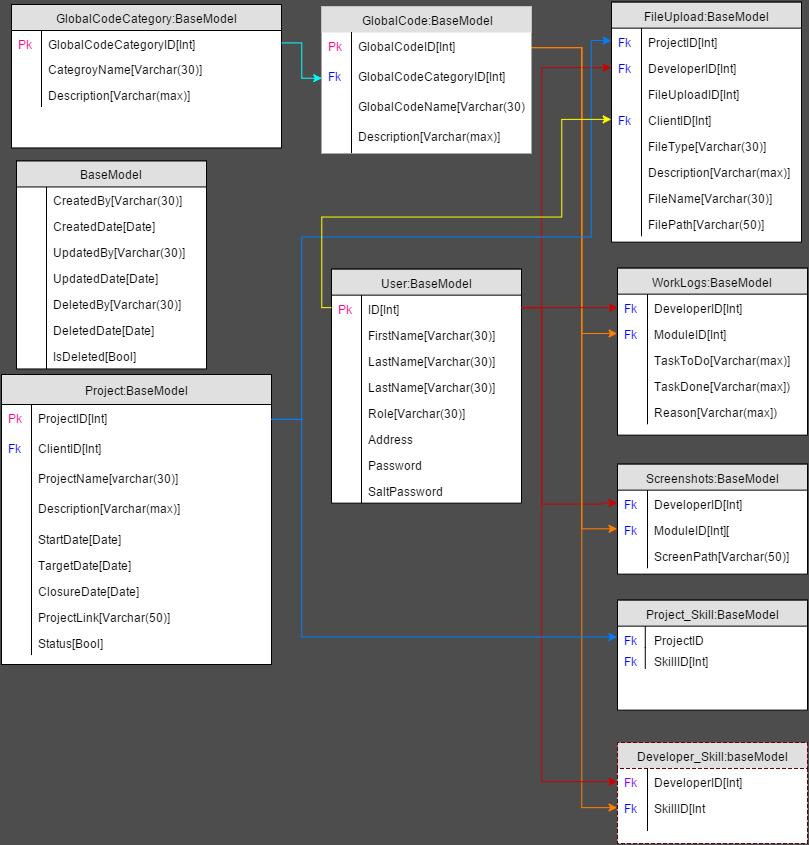 GlobalCodeCategory:BaseModel
Pk GlobalCodeCategoryID[Int]
CategroyName[Varchar(30)]
Description[Varchar(max)]
GlobalCode:BaseModel
Pk GlobalCodeID[Int]
Fk GlobalCodeCategoryID[Int]
GlobalCodeName[Varchar(30)
Description[Varchar(max)]
FileUpload:BaseModel
Fk ProjectID[Int]
Fk DeveloperID[Int]
FileUploadID[Int]
Fk ClientID[Int]
FileType[Varchar(30)]
Description[Varchar(max)]
FileName[Varchar(30)]
FilePath[Varchar(50)]
BaseModel
CreatedBy[Varchar(30)]
CreatedDate[Date]
UpdatedBy[Varchar(30)]
UpdatedDate[Date]
DeletedBy[Varchar(30)]
DeletedDate[Date]
IsDeleted[Bool]
User:BaseModel
Pk ID[Int]
FirstName[Varchar(30)]
LastName[Varchar(30)]
LastName[Varchar(30)]
Role[Varchar(30)]
Address
Password
SaltPassword
WorkLogs:BaseModel
Fk DeveloperID[Int]
Fk ModuleID[Int]
TaskToDo[Varchar(max)]
TaskDone[Varchar(max])
Reason[Varchar(max])
Project:BaseModel
Pk ProjectID[Int]
Fk ClientID[Int]
ProjectName[varchar(30)]
Description[Varchar(max)]
StartDate[Date]
TargetDate[Date]
ClosureDate[Date]
ProjectLink[Varchar(50)]
Status[Bool]
Screenshots:BaseModel
Fk DeveloperID[Int]
Fk ModuleID[Int][
ScreenPath[Varchar(50)]
Project_Skill:BaseModel
Fk ProjectID
Fk SkillID[Int]
Developer_Skill:baseModel
Fk DeveloperID[Int]
Fk SkillID[Int